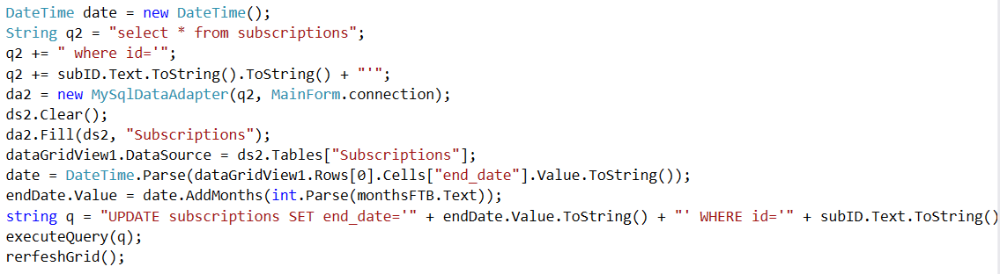 DateTime date = new DateTime();
String q2 = "select * from subscriptions";
q2 += " where id='";
q2 += subID.Text.ToString().ToString() + "'";
da2 = new MySqlDataAdapter(q2, MainForm.connection);
ds2.Clear();
da2.Fill(ds2, "Subscriptions");
dataGridView1.DataSource = ds2.Tables["Subscriptions"];
date = DateTime.Parse(dataGridView1.Rows[0].Cells["end_date"].Value.ToString());
endDate.Value = date.AddMonths(int.Parse(monthsFTB.Text));
string q = "UPDATE subscriptions SET end_date='" + endDate.Value.ToString() + "' WHERE id='" + subID.Text.ToString()
executeQuery(q);
rerfeshGrid();